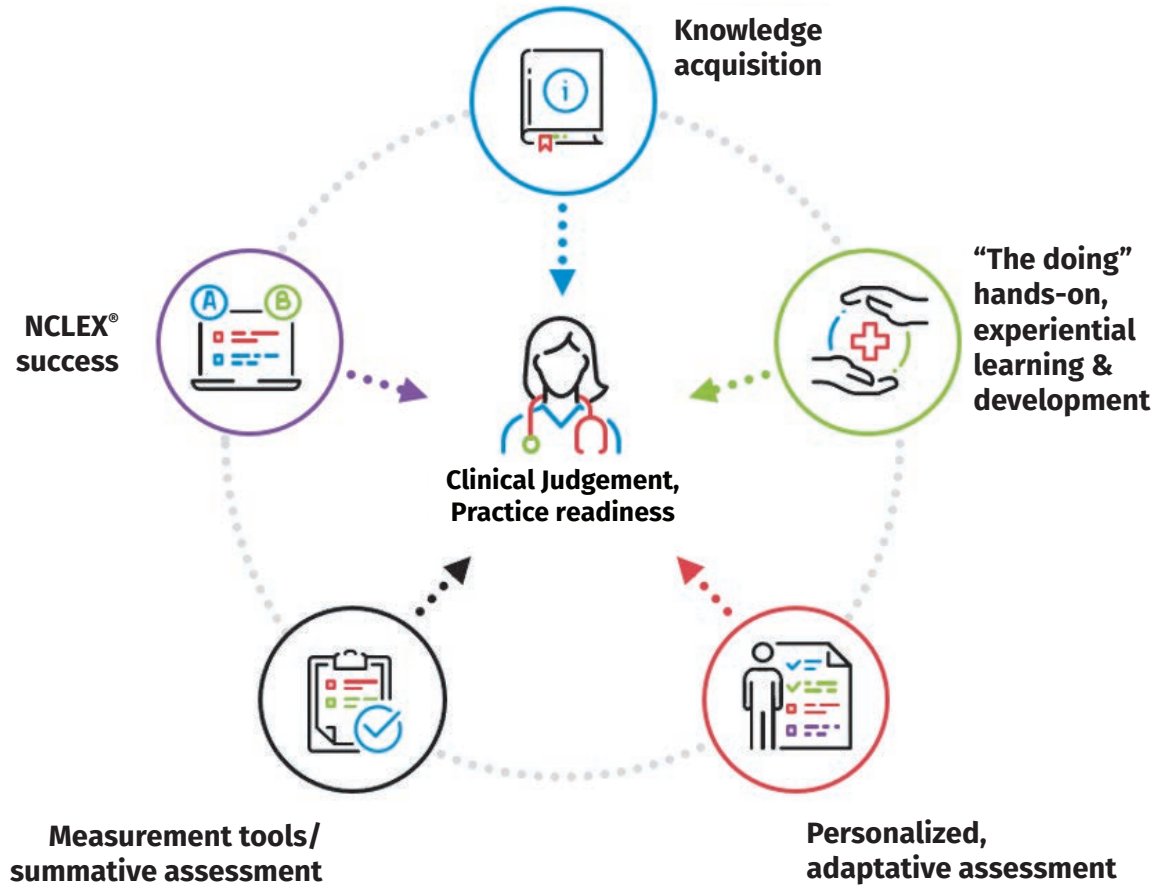 Knowledge
acquisition
i
“The doing”
hands-on,
experiential
learning &
development
NCLEX®
success
A B
Clinical Judgement,
Practice readiness
Measurement tools/
summative assessment
Personalized,
adaptative assessment